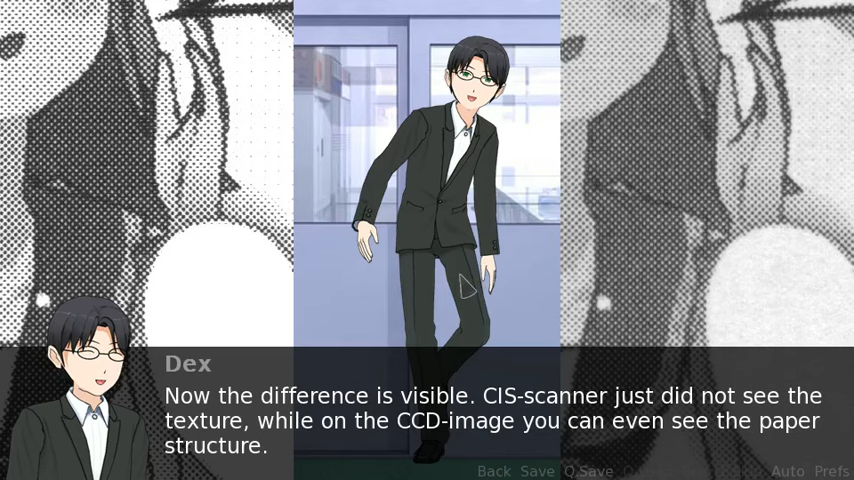 Dex
Now the difference is visible. CIS-scanner just did not see the
texture, while on the CCD-image you can even see the paper
structure.
Back Save Q.Save Auto Prefs